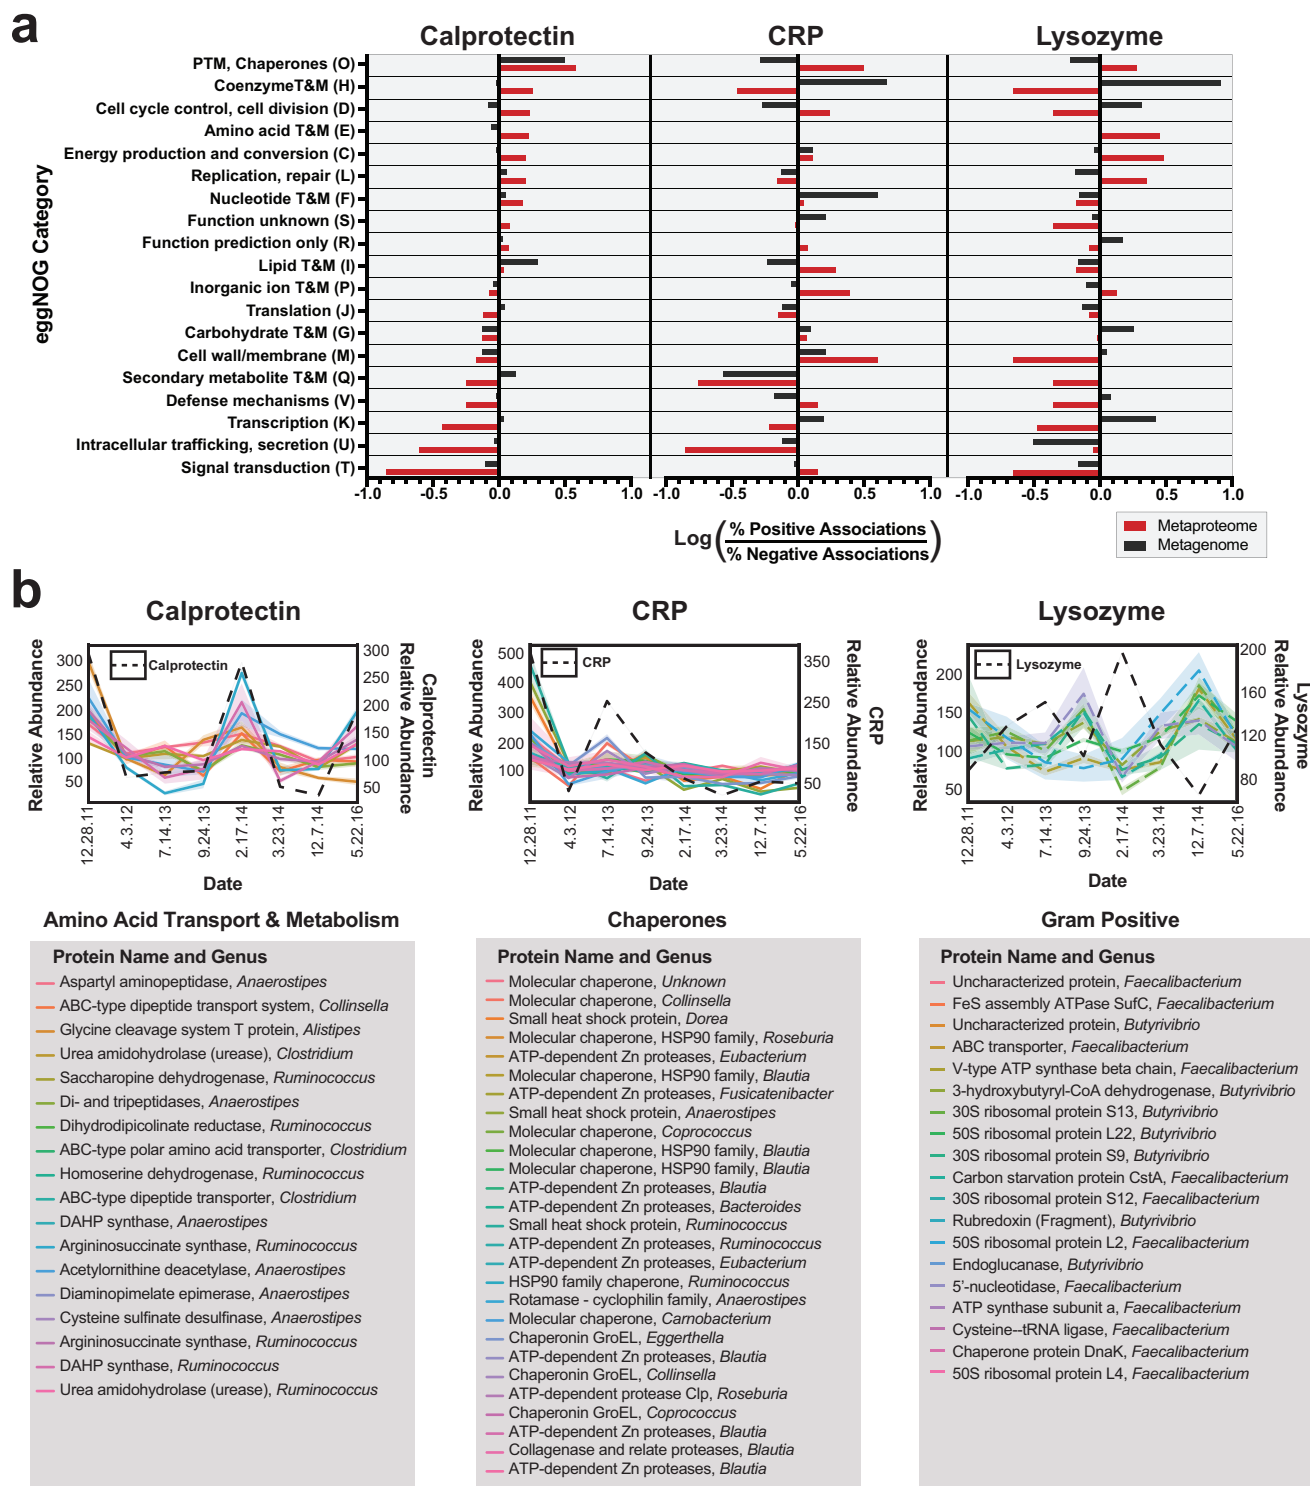 a
Calprotectin
CRP
Lysozyme
eggNOG Category
PTM, Chaperones (O)
CoenzymeT&M (H)
Cell cycle control, cell division (D)
Amino acid T&M (E)
Energy production and conversion (C)
Replication, repair (L)
Nucleotide T&M (F)
Function unknown (S)
Function prediction only (R)
Lipid T&M (I)
Inorganic ion T&M (P)
Translation (J)
Carbohydrate T&M (G)
Cell wall/membrane (M)
Secondary metabolite T&M (Q)
Defense mechanisms (V)
Transcription (K)
Intracellular trafficking, secretion (U)
Signal transduction (T)
-1.0 -0.5 0.0 0.5 1.0
-1.0 -0.5 0.0 0.5 1.0
-1.0 -0.5 0.0 0.5 1.0
Log ( % Positive Associations
% Negative Associations )
Metaproteome
Metagenome
b
Calprotectin
Relative Abundance
300
250
200
150
100
50
Calprotectin
300
250
200
150
100
50
Calprotectin
Relative Abundance
12.28.11
4.3.12
7.14.13
9.24.13
2.17.14
3.23.14
12.7.14
5.22.16
Date
CRP
Relative Abundance
500
400
300
200
100
CRP
350
250
150
50
CRP
Relative Abundance
12.28.11
4.3.12
7.14.13
9.24.13
2.17.14
3.23.14
12.7.14
5.22.16
Date
Lysozyme
Relative Abundance
200
150
100
50
Lysozyme
200
160
120
80
Lysozyme
Relative Abundance
12.28.11
4.3.12
7.14.13
9.24.13
2.17.14
3.23.14
12.7.14
5.22.16
Date
Amino Acid Transport & Metabolism
Protein Name and Genus
Aspartyl aminopeptidase, Anaerostipes
ABC-type dipeptide transport system, Collinsella
Glycine cleavage system T protein, Alistipes
Urea amidohydrolase (urease), Clostridium
Saccharopine dehydrogenase, Ruminococcus
Di- and tripeptidases, Anaerostipes
Dihydrodipicolinate reductase, Ruminococcus
ABC-type polar amino acid transporter, Clostridium
Homoserine dehydrogenase, Ruminococcus
ABC-type dipeptide transporter, Clostridium
DAHP synthase, Anaerostipes
Argininosuccinate synthase, Ruminococcus
Acetylornithine deacetylase, Anaerostipes
Diaminopimelate epimerase, Anaerostipes
Cysteine sulfinate desulfinase, Anaerostipes
Argininosuccinate synthase, Ruminococcus
DAHP synthase, Ruminococcus
Urea amidohydrolase (urease), Ruminococcus
Chaperones
Protein Name and Genus
Molecular chaperone, Unknown
Molecular chaperone, Collinsella
Small heat shock protein, Dorea
Molecular chaperone, HSP90 family, Roseburia
ATP-dependent Zn proteases, Eubacterium
Molecular chaperone, HSP90 family, Blautia
ATP-dependent Zn proteases, Fusicatenibacter
Small heat shock protein, Anaerostipes
Molecular chaperone, Coprococcus
Molecular chaperone, HSP90 family, Blautia
Molecular chaperone, HSP90 family, Blautia
ATP-dependent Zn proteases, Blautia
ATP-dependent Zn proteases, Bacteroides
Small heat shock protein, Ruminococcus
ATP-dependent Zn proteases, Ruminococcus
ATP-dependent Zn proteases, Eubacterium
HSP90 family chaperone, Ruminococcus
Rotamase - cyclophilin family, Anaerostipes
Molecular chaperone, Carnobacterium
Chaperonin GroEL, Eggerthella
ATP-dependent Zn proteases, Blautia
Chaperonin GroEL, Collinsella
ATP-dependent protease Clp, Roseburia
Chaperonin GroEL, Coprococcus
ATP-dependent Zn proteases, Blautia
Collagenase and relate proteases, Blautia
ATP-dependent Zn proteases, Blautia
Gram Positive
Protein Name and Genus
Uncharacterized protein, Faecalibacterium
FeS assembly ATPase SufC, Faecalibacterium
Uncharacterized protein, Butyrivibrio
ABC transporter, Faecalibacterium
V-type ATP synthase beta chain, Faecalibacterium
3-hydroxybutyryl-CoA dehydrogenase, Butyrivibrio
30S ribosomal protein S13, Butyrivibrio
50S ribosomal protein L22, Butyrivibrio
30S ribosomal protein S9, Butyrivibrio
Carbon starvation protein CstA, Faecalibacterium
30S ribosomal protein S12, Faecalibacterium
Rubredoxin (Fragment), Butyrivibrio
50S ribosomal protein L2, Faecalibacterium
Endoglucanase, Butyrivibrio
5'-nucleotidase, Faecalibacterium
ATP synthase subunit a, Faecalibacterium
Cysteine--tRNA ligase, Faecalibacterium
Chaperone protein DnaK, Faecalibacterium
50S ribosomal protein L4, Faecalibacterium